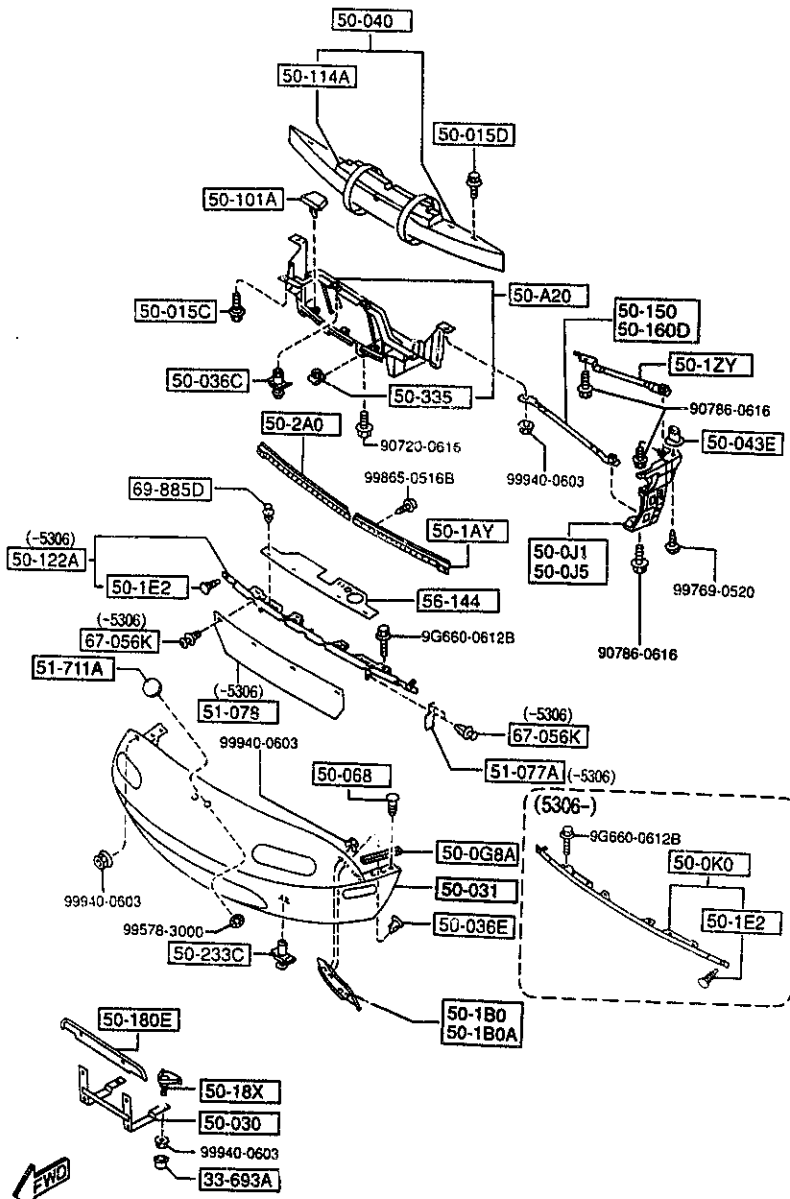 50-040
50-114A
50-015D
50-101A
50-A20
50-015C
50-150
50-160D
50-1ZY
50-036C
50-335
90786-0616
50-2A0
90720-0616
50-043E
99865-0516B
99940-0603
69-885D
50-1AY
(-5306)
50-122A
50-0J1
50-0J5
50-1E2
99769-0520
56-144
(-5306)
67-056K
9G660-0612B
90786-0616
51-711A
(-5306)
51-078
(-5306)
67-056K
99940-0603
51-077A (-5306)
50-068
(5306-)
9G660-0612B
50-0G8A
50-0K0
50-031
99940-0603
50-1E2
99578-3000
50-036E
50-233C
50-1B0
50-1B0A
50-180E
50-18X
50-030
99940-0603
33-693A
FWD